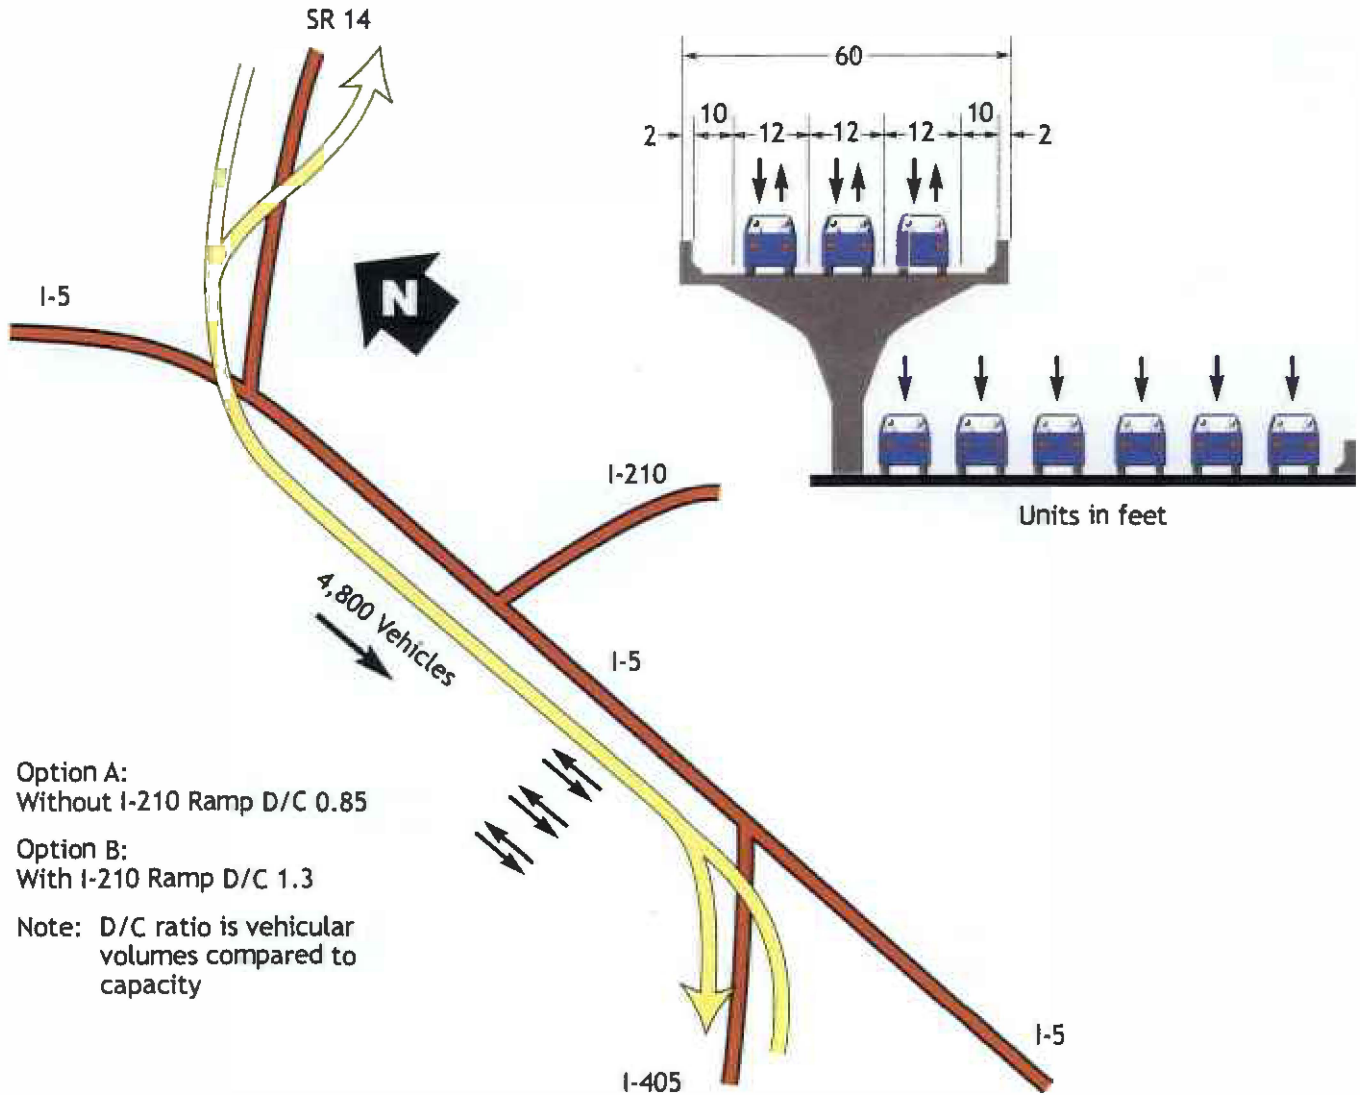 SR 14
60
10
10
2
12
12
12
2
I-5
N
I-210
Units in feet
4,800 Vehicles
I-5
Option A:
Without I-210 Ramp D/C 0.85
Option B:
With I-210 Ramp D/C 1.3
Note: D/C ratio is vehicular
volumes compared to
capacity
I-5
I-405